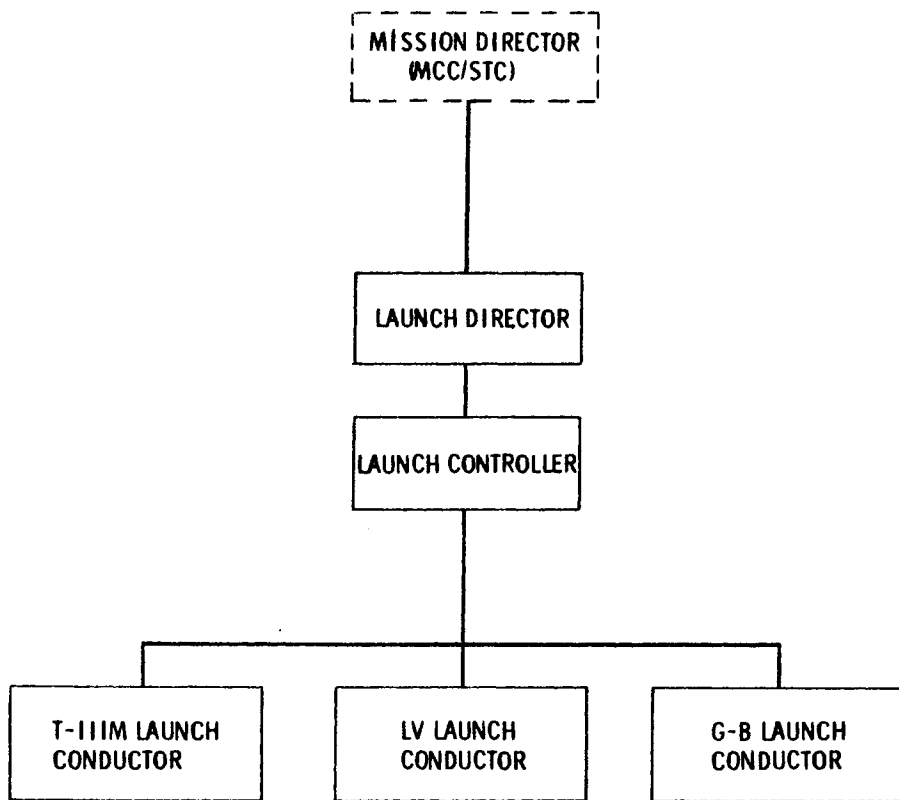 MISSION DIRECTOR
(MCC/STC)
LAUNCH DIRECTOR
LAUNCH CONTROLLER
T-IIIM LAUNCH
CONDUCTOR
LV LAUNCH
CONDUCTOR
G-B LAUNCH
CONDUCTOR